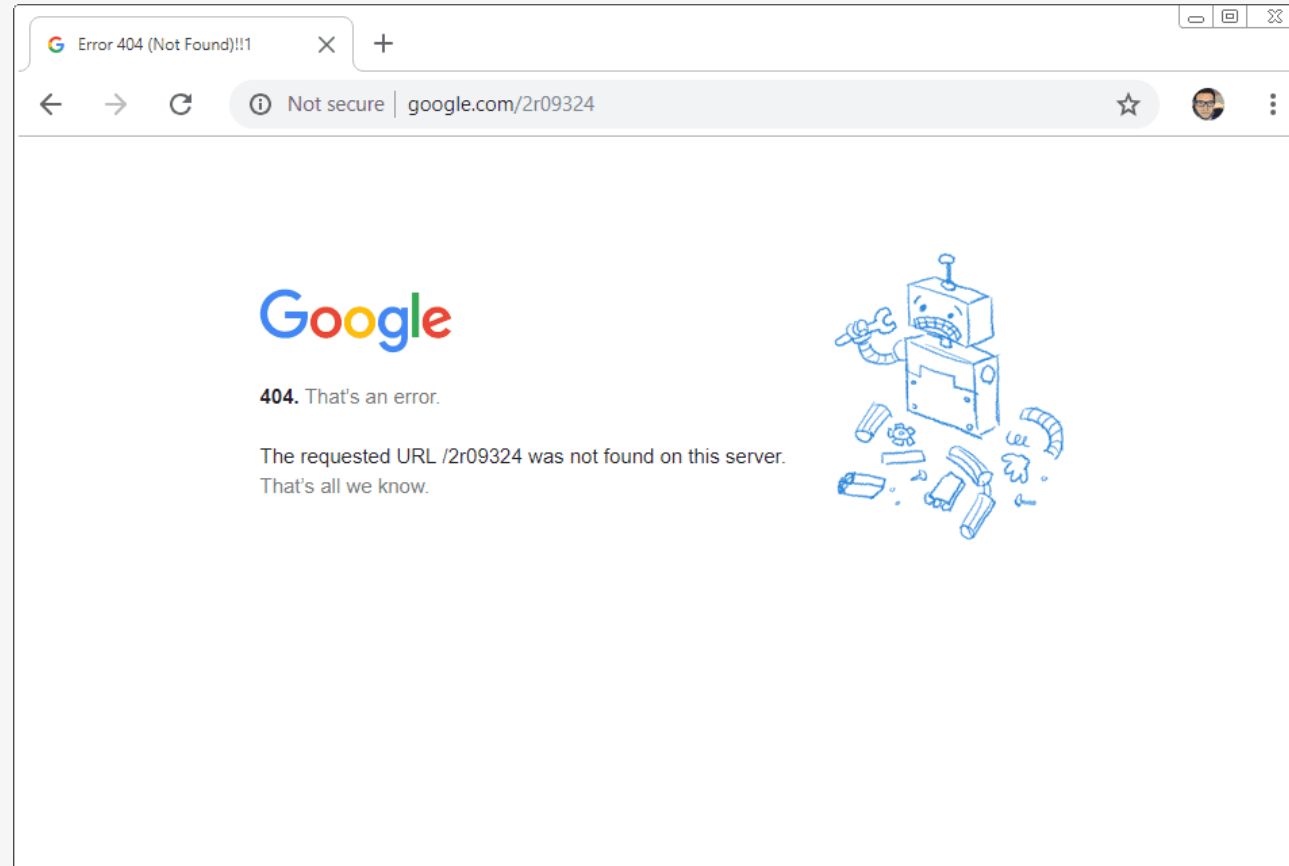 Error 404 (Not Found)!!1
Not secure google.com/2r09324
Google
404. That's an error.
The requested URL /2r09324 was not found on this server.
That's all we know.